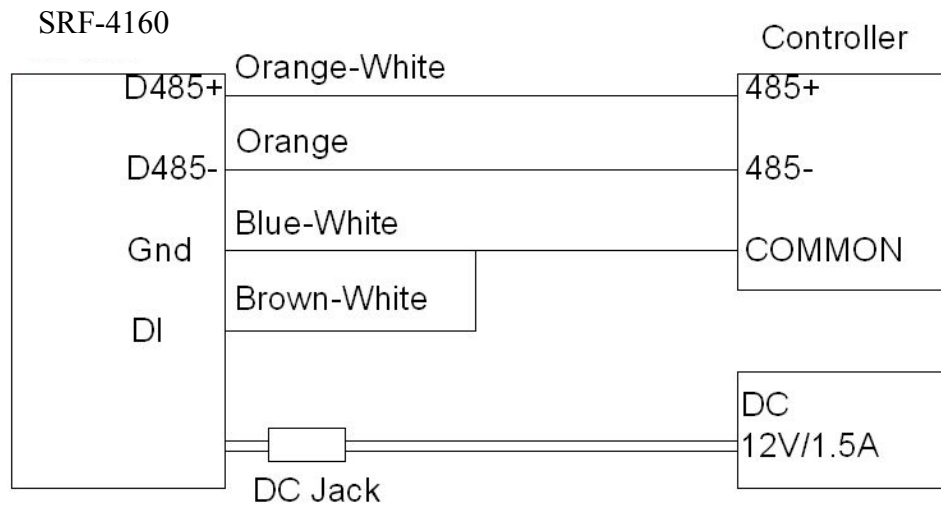 SRF-4160
Controller
D485+
Orange-White
485+
D485-
Orange
485-
Gnd
Blue-White
COMMON
DI
Brown-White
DC
12V/1.5A
DC Jack